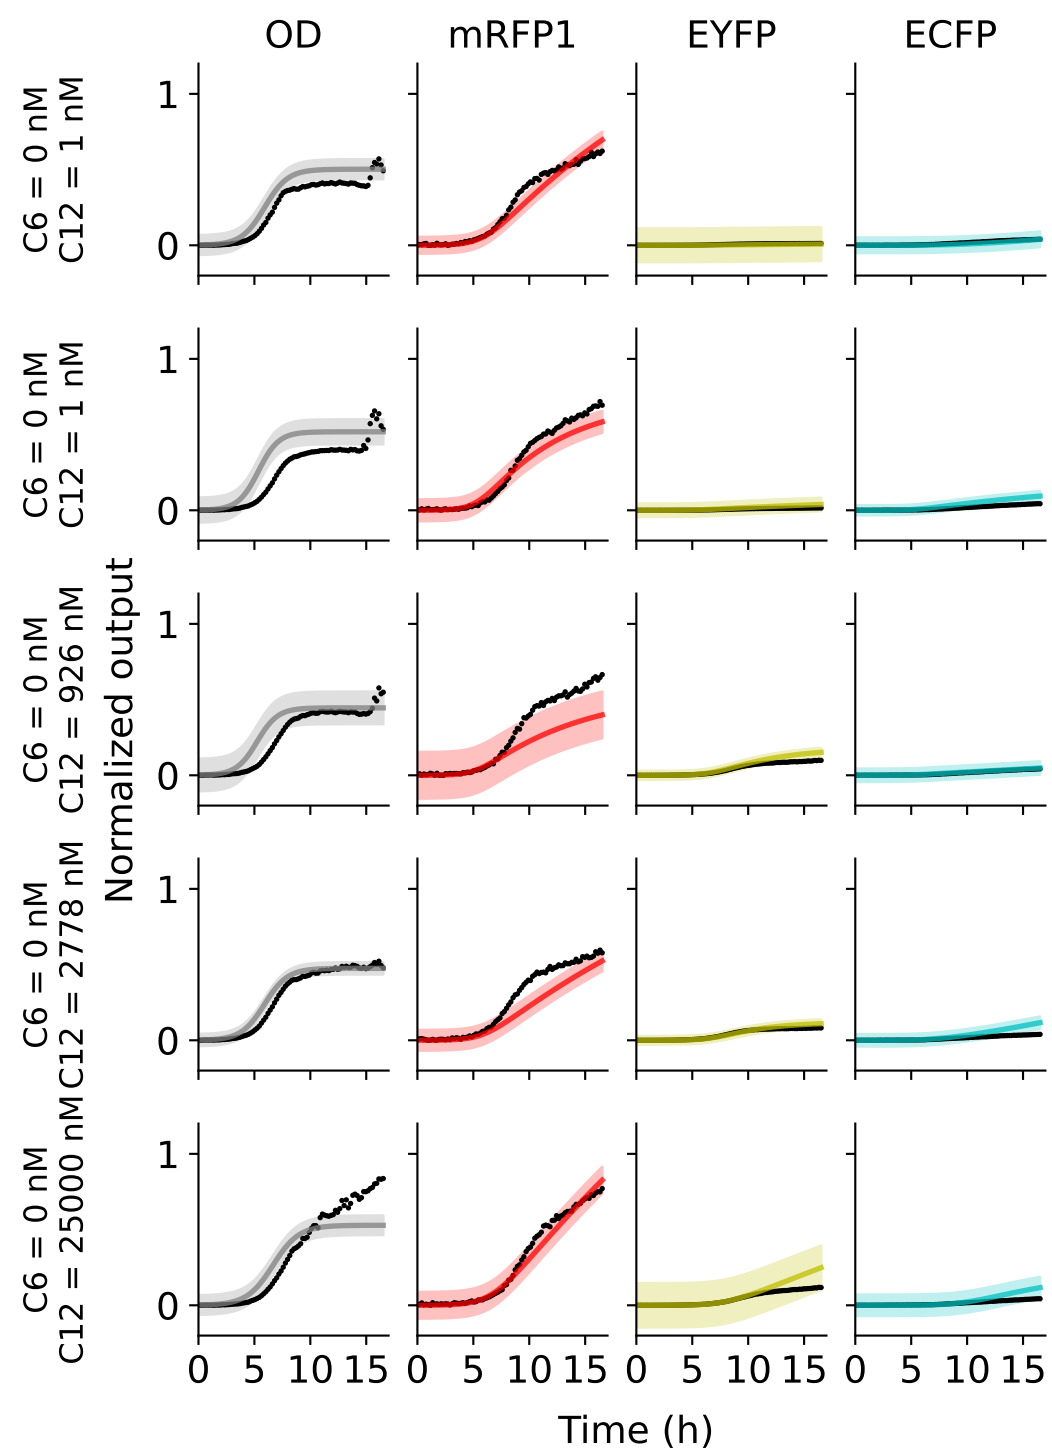 OD mRFP1 EYFP ECFP
C6 = 0 nM
C12 = 1 nM
1
0
C6 = 0 nM
C12 = 1 nM
1
0
C6 = 0 nM
C12 = 926 nM
1
0
Normalized output
C6 = 0 nM
C12 = 2778 nM
1
0
C6 = 0 nM
C12 = 25000 nM
1
0
0 5 10 15 0 5 10 15 0 5 10 15 0 5 10 15
Time (h)